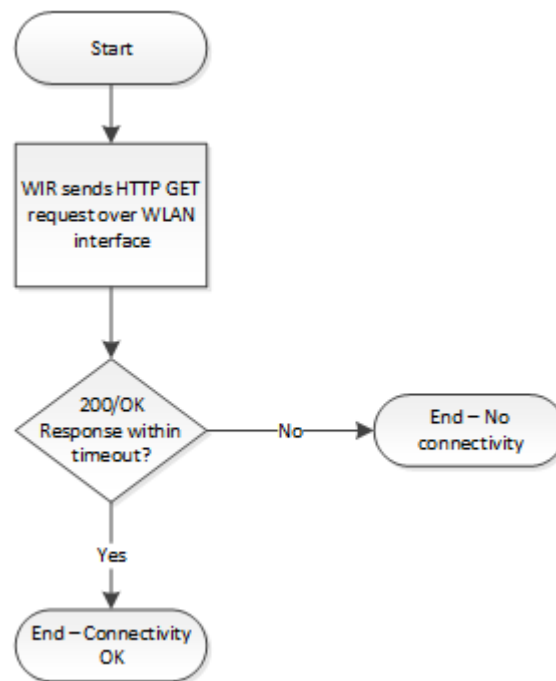 Start
WIR sends HTTP GET
request over WLAN
interface
200/OK
Response within
timeout?
No
End – No
connectivity
Yes
End – Connectivity
OK